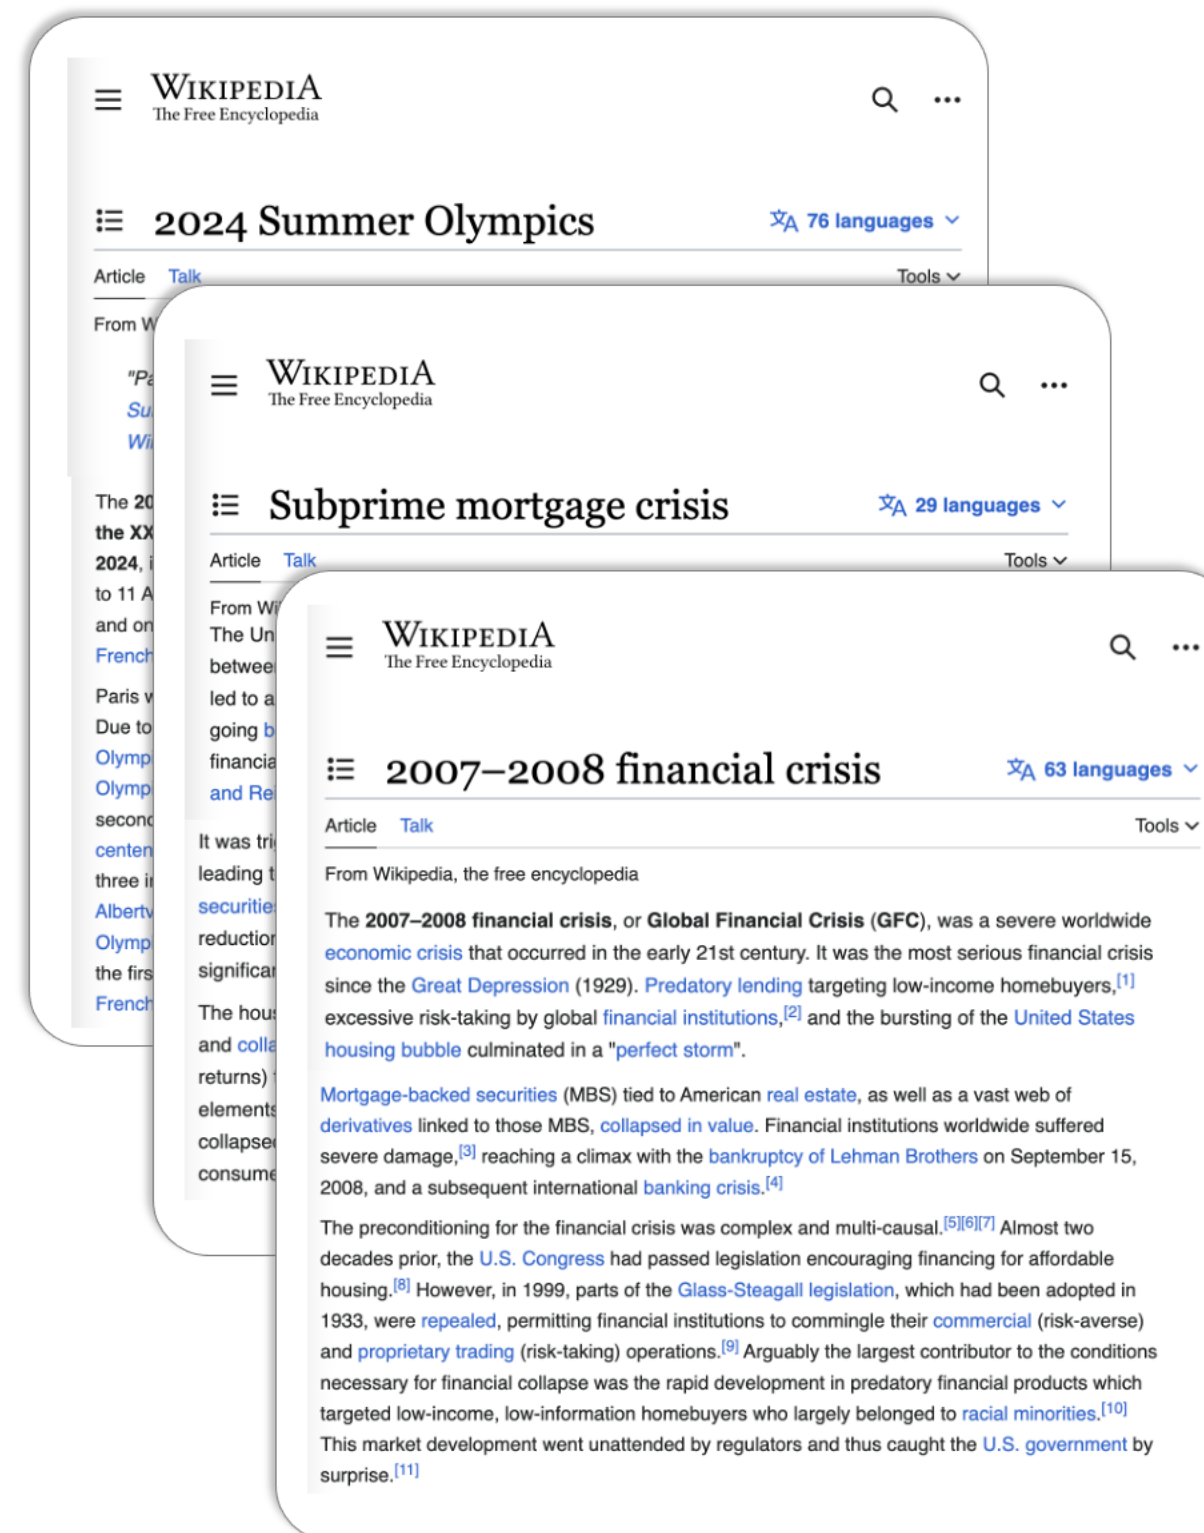 WIKIPEDIA
The Free Encyclopedia
2024 Summer Olympics
76 languages
Article Talk
Tools
From
The 20
the XX
2024,
to 11 A
and on
French
Paris
Due to
Olymp
Olymp
second
centen
three
Albertv
Olymp
the firs
French
WIKIPEDIA
The Free Encyclopedia
Subprime mortgage crisis
29 languages
Article Talk
Tools
From Wi
The Un
betwee
led to a
going b
financia
and Re
It was tri
leading t
securitie
reduction
significan
The hous
and colla
returns)
elements
collapse
consume
WIKIPEDIA
The Free Encyclopedia
2007–2008 financial crisis
63 languages
Article Talk
Tools
From Wikipedia, the free encyclopedia
The 2007–2008 financial crisis, or Global Financial Crisis (GFC), was a severe worldwide
economic crisis that occurred in the early 21st century. It was the most serious financial crisis
since the Great Depression (1929). Predatory lending targeting low-income homebuyers,[1]
excessive risk-taking by global financial institutions,[2] and the bursting of the United States
housing bubble culminated in a "perfect storm".
Mortgage-backed securities (MBS) tied to American real estate, as well as a vast web of
derivatives linked to those MBS, collapsed in value. Financial institutions worldwide suffered
severe damage,[3] reaching a climax with the bankruptcy of Lehman Brothers on September 15,
2008, and a subsequent international banking crisis.[4]
The preconditioning for the financial crisis was complex and multi-causal.[5][6][7] Almost two
decades prior, the U.S. Congress had passed legislation encouraging financing for affordable
housing.[8] However, in 1999, parts of the Glass-Steagall legislation, which had been adopted in
1933, were repealed, permitting financial institutions to commingle their commercial (risk-averse)
and proprietary trading (risk-taking) operations.[9] Arguably the largest contributor to the conditions
necessary for financial collapse was the rapid development in predatory financial products which
targeted low-income, low-information homebuyers who largely belonged to racial minorities.[10]
This market development went unattended by regulators and thus caught the U.S. government by
surprise.[11]